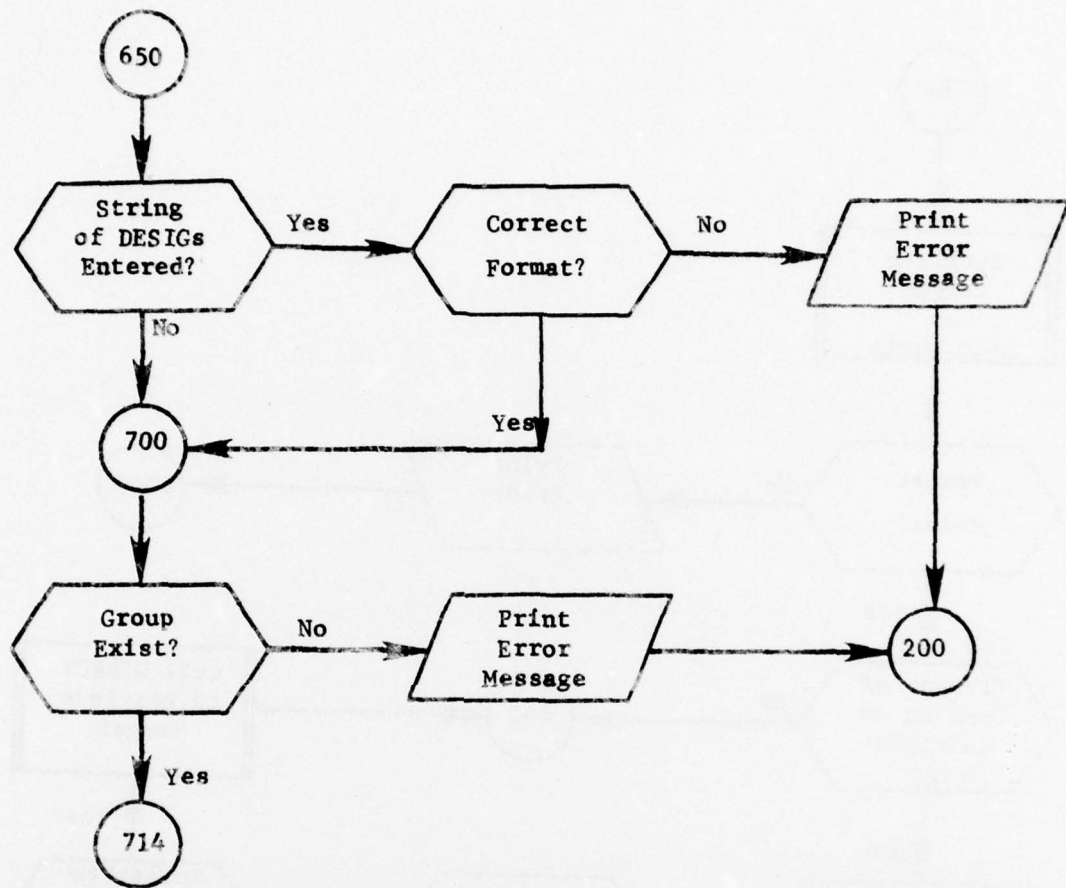 650
String
of DESIGs
Entered?
Yes
Correct
Format?
No
Print
Error
Message
No
700
Yes
Group
Exist?
No
Print
Error
Message
200
Yes
714